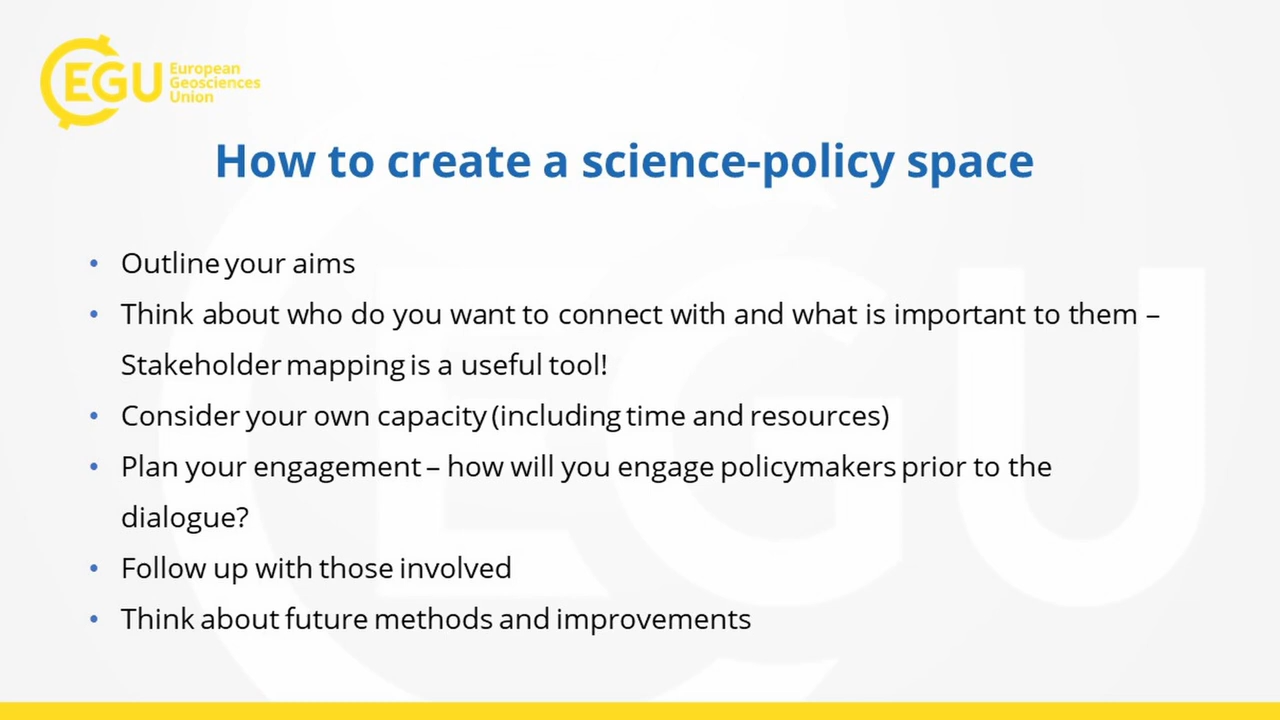 EGU
European
Geosciences
Union
How to create a science-policy space
• Outline your aims
• Think about who do you want to connect with and what is important to them –
Stakeholder mapping is a useful tool!
• Consider your own capacity (including time and resources)
• Plan your engagement – how will you engage policymakers prior to the
dialogue?
• Follow up with those involved
• Think about future methods and improvements
EGU